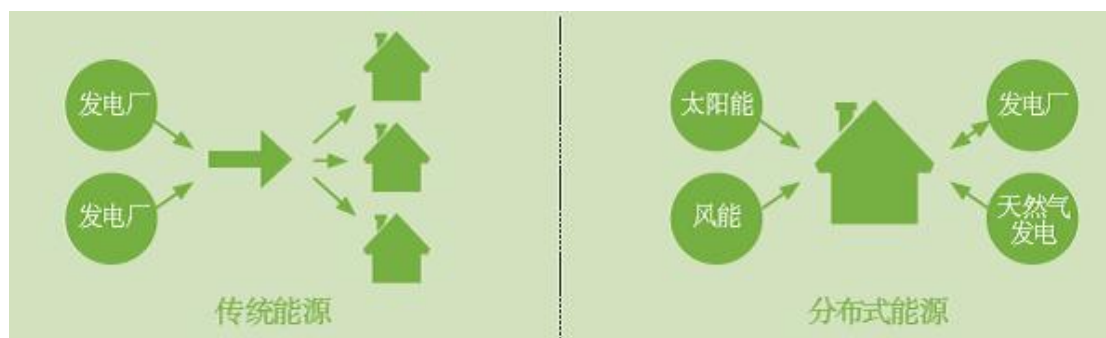 发电厂
发电厂
传统能源
太阳能
风能
发电厂
天然气
发电
分布式能源